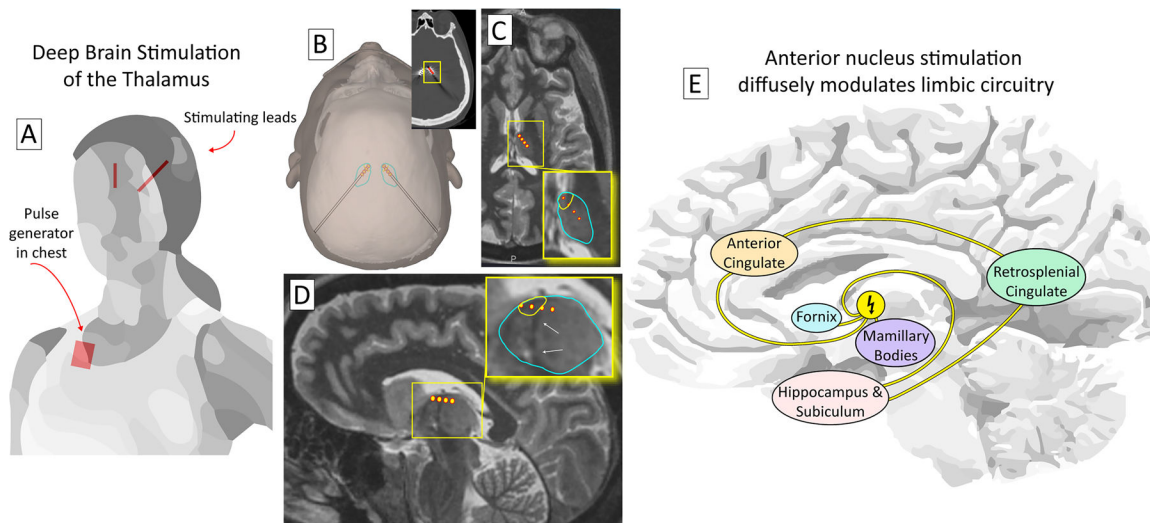 Deep Brain Stimulation
of the Thalamus
A
Stimulating leads
Pulse
generator
in chest
B
C
P
D
E
Anterior nucleus stimulation
diffusely modulates limbic circuitry
Anterior
Cingulate
Retrosplenial
Cingulate
Fornix
Mamillary
Bodies
Hippocampus &
Subiculum